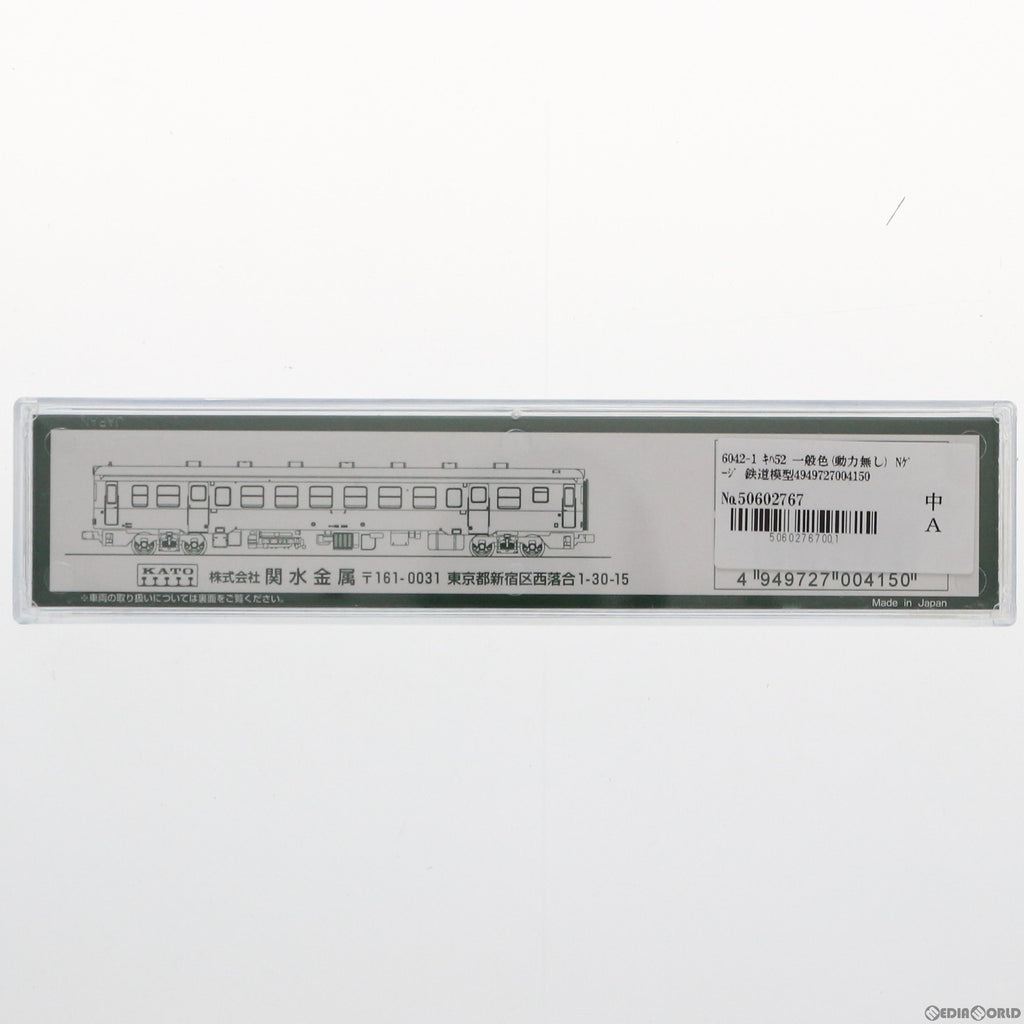 JAPAN
6042-1 ｷﾊ52 一般色(動力無し) Nｹﾞ
ｰｼﾞ 鉄道模型4949727004150
№50602767
中
A
50602767001
KATO
株式会社 関水金属 〒161-0031 東京都新宿区西落合1-30-15
4"949727"004150"
※車両の取り扱いについては裏面をご覧ください。
Made in Japan
MEDIAWORLD